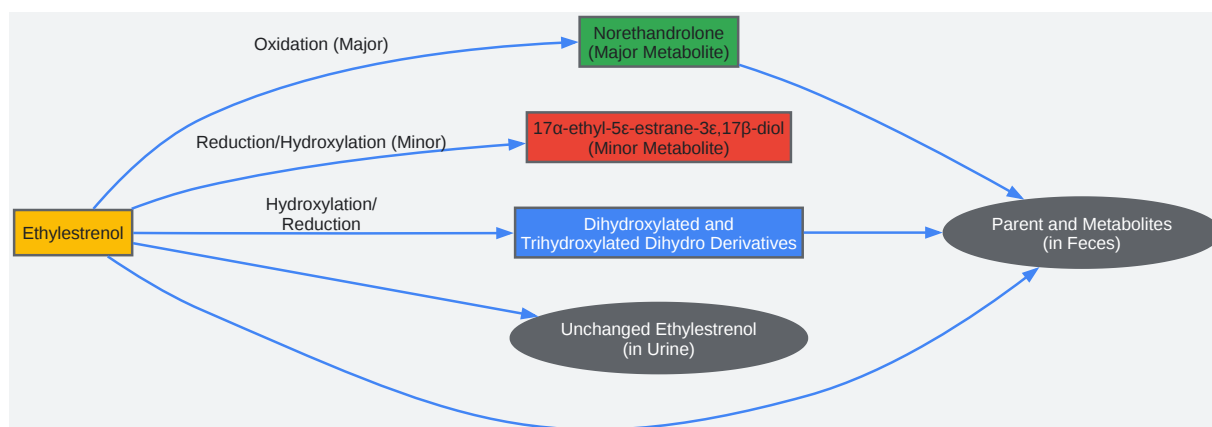 Oxidation (Major)
Norethandrolone
(Major Metabolite)
Reduction/Hydroxylation (Minor)
17α-ethyl-5ε-estrane-3ε,17β-diol
(Minor Metabolite)
Ethylestrenol
Hydroxylation/
Reduction
Dihydroxylated and
Trihydroxylated Dihydro Derivatives
Parent and Metabolites
(in Feces)
Unchanged Ethylestrenol
(in Urine)